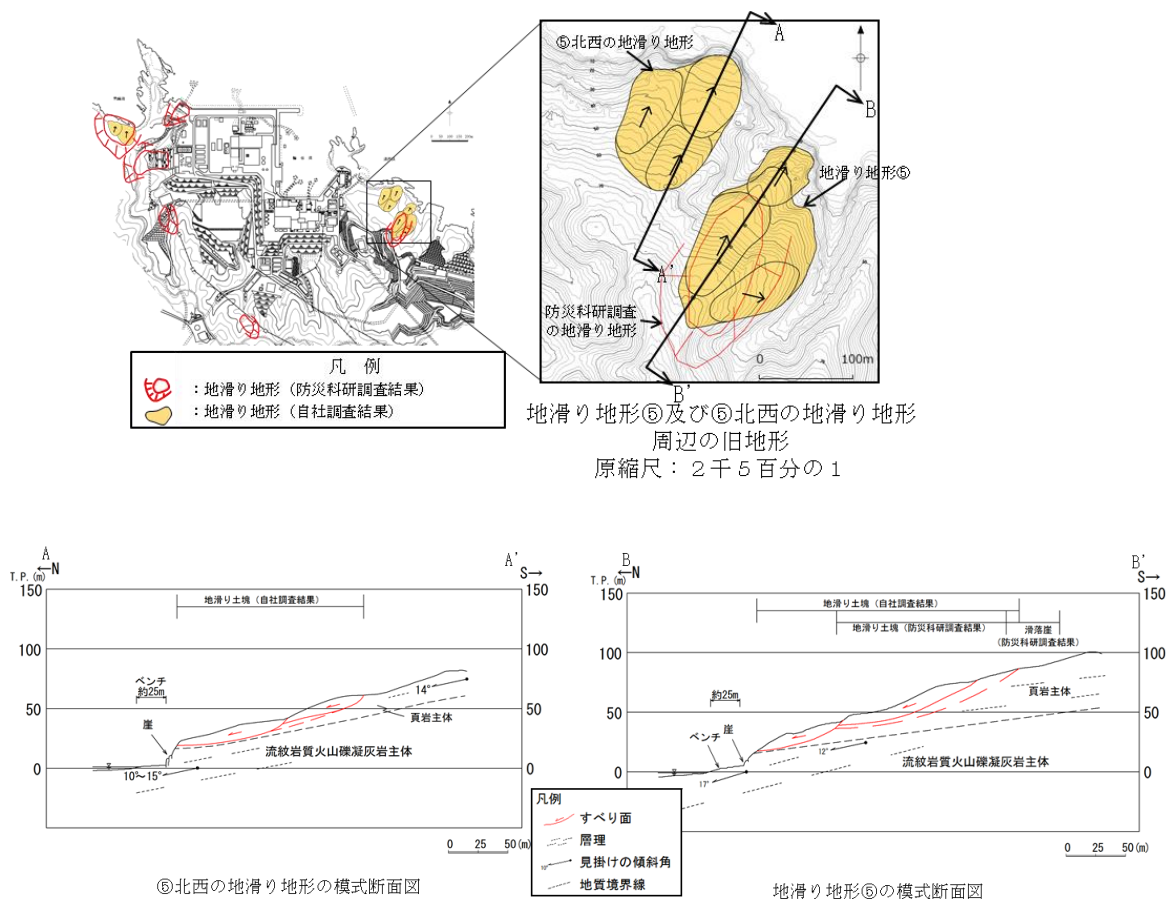 ⑤北西の地滑り地形
A
B
地滑り地形⑤
A'
防災科研調査
の地滑り地形
B'
0 100m
凡 例
：地滑り地形（防災科研調査結果）
：地滑り地形（自社調査結果）
地滑り地形⑤及び⑤北西の地滑り地形
周辺の旧地形
原縮尺：２千５百分の１
A
←N
T.P.(m)
A'
S→
150
100
50
0
150
100
50
0
地滑り土塊（自社調査結果）
ベンチ
約25m
崖
14°
頁岩主体
流紋岩質火山礫凝灰岩主体
10°～15°
0 25 50(m)
⑤北西の地滑り地形の模式断面図
B
←N
T.P.(m)
B'
S→
150
100
50
0
150
100
50
0
地滑り土塊（自社調査結果）
地滑り土塊（防災科研調査結果）
滑落崖
（防災科研調査結果）
約25m
ベンチ
崖
頁岩主体
12°
流紋岩質火山礫凝灰岩主体
17°
0 25 50(m)
地滑り地形⑤の模式断面図
凡例
すべり面
層理
10°
見掛けの傾斜角
地質境界線